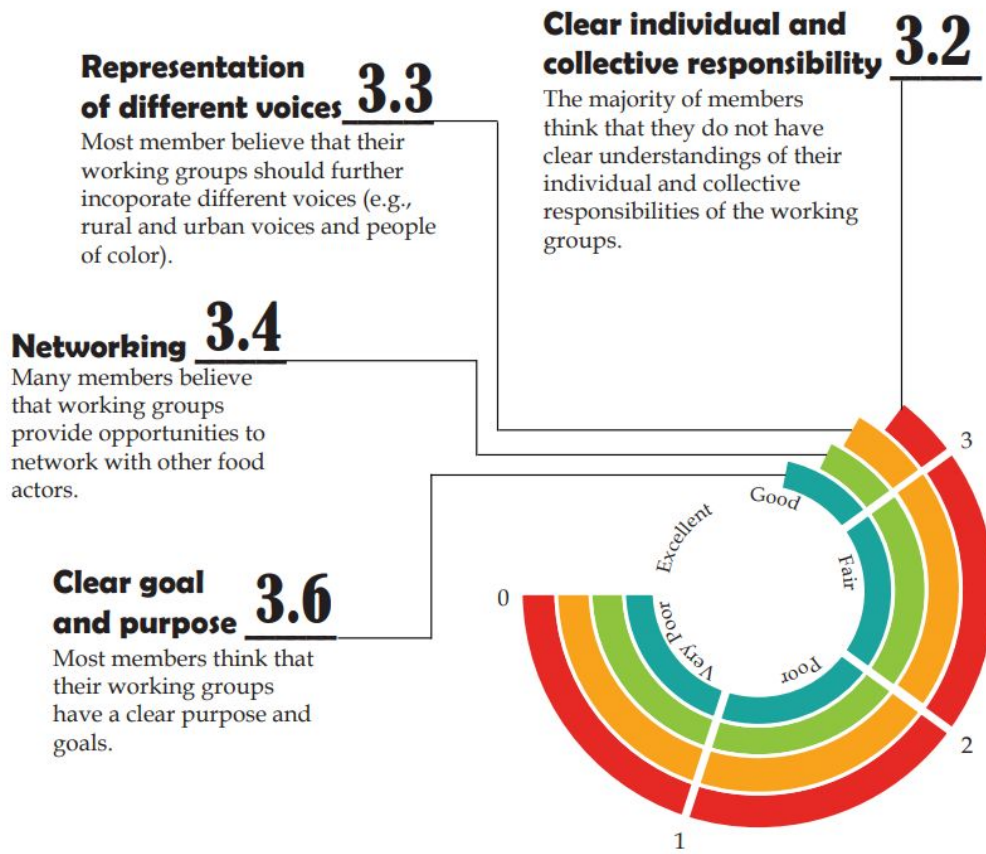 Clear individual and
collective responsibility 3.2
The majority of members
think that they do not have
clear understandings of their
individual and collective
responsibilities of the working
groups.
Representation
of different voices 3.3
Most member believe that their
working groups should further
incoporate different voices (e.g.,
rural and urban voices and people
of color).
Networking 3.4
Many members believe
that working groups
provide opportunities to
network with other food
actors.
Clear goal
and purpose 3.6
Most members think that
their working groups
have a clear purpose and
goals.
0
1
2
3
Very Poor
Poor
Fair
Good
Excellent